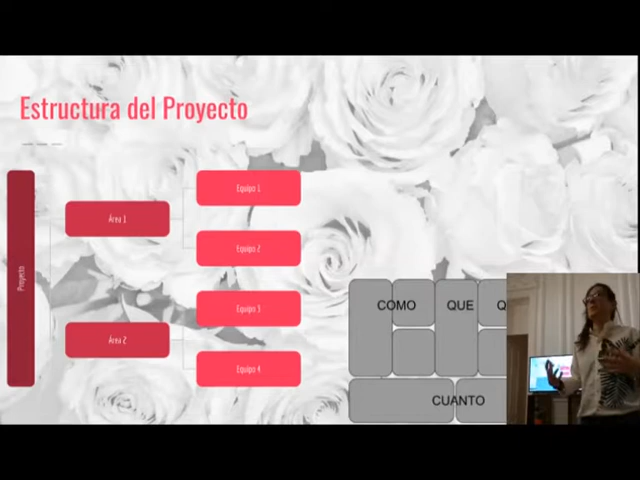 Estructura del Proyecto
Proyecto
Área 1
Área 2
Equipo 1
Equipo 2
Equipo 3
Equipo 4
COMO
QUE
CUANTO